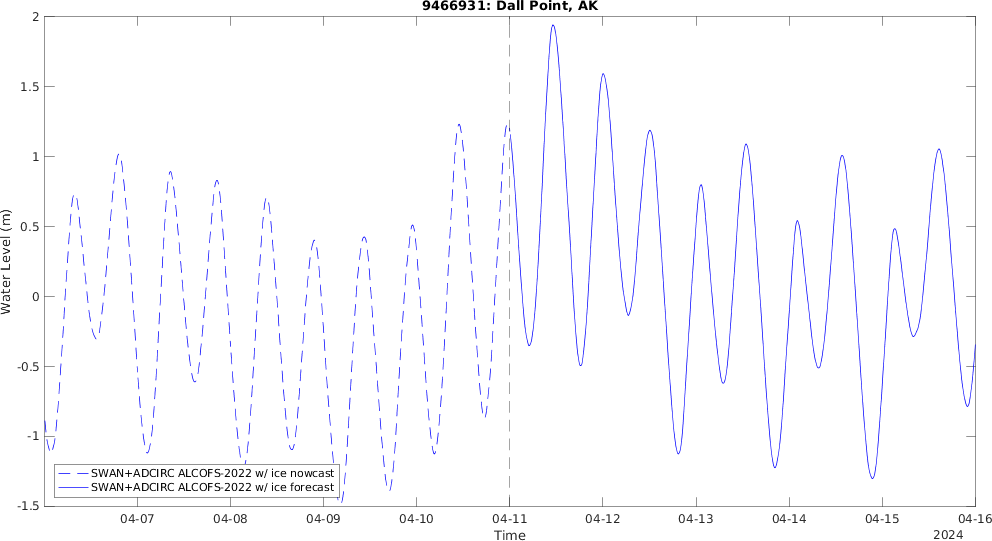 9466931: Dall Point, AK
Water Level (m)
2
1.5
1
0.5
0
-0.5
-1
-1.5
SWAN+ADCIRC ALCOFS-2022 w/ ice nowcast
SWAN+ADCIRC ALCOFS-2022 w/ ice forecast
04-07 04-08 04-09 04-10 04-11 04-12 04-13 04-14 04-15 04-16
Time
2024